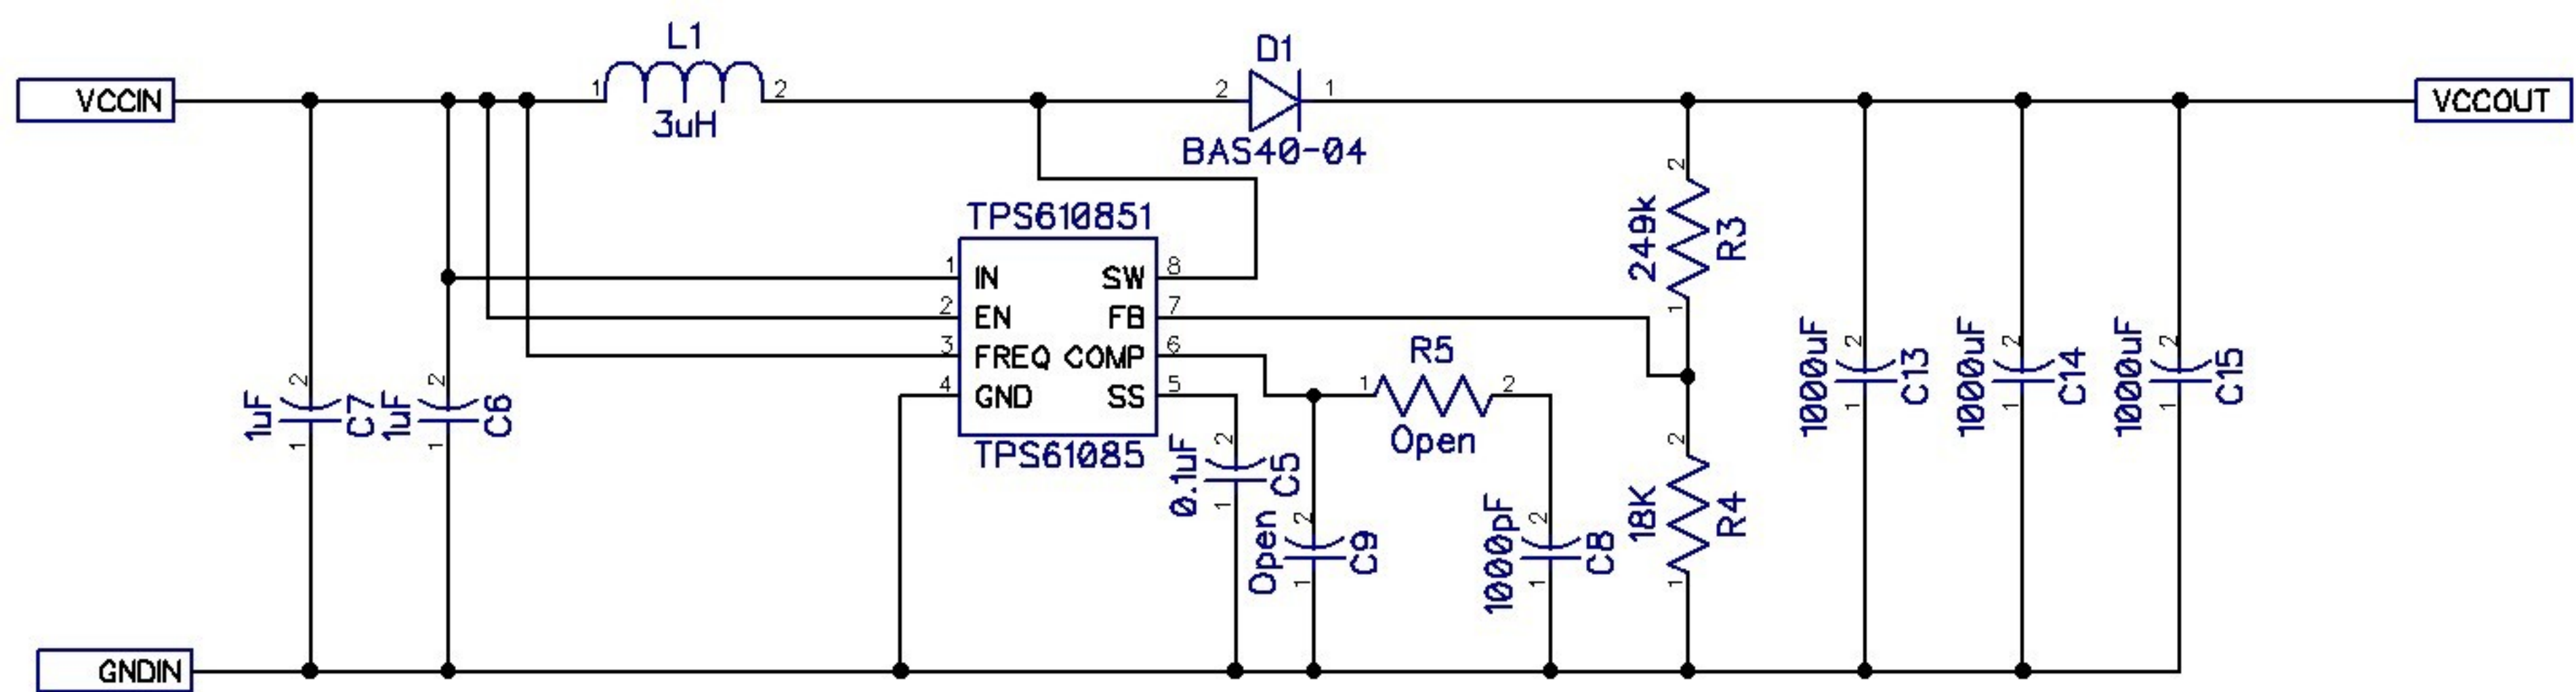 L1
D1
VCCIN
1
2
2
1
VCCOUT
3uH
BAS40-04
2
249k
R3
1
TPS610851
1
IN
SW
8
2
EN
FB
7
3
FREQ
COMP
6
4
GND
SS
5
TPS61085
R5
1
2
Open
2
1uF
C7
1
2
1uF
C6
1
2
0.1uF
C5
1
2
Open
C9
1
2
1000pF
C8
1
2
18K
R4
1
2
1000uF
C13
1
2
1000uF
C14
1
2
1000uF
C15
1
GNDIN